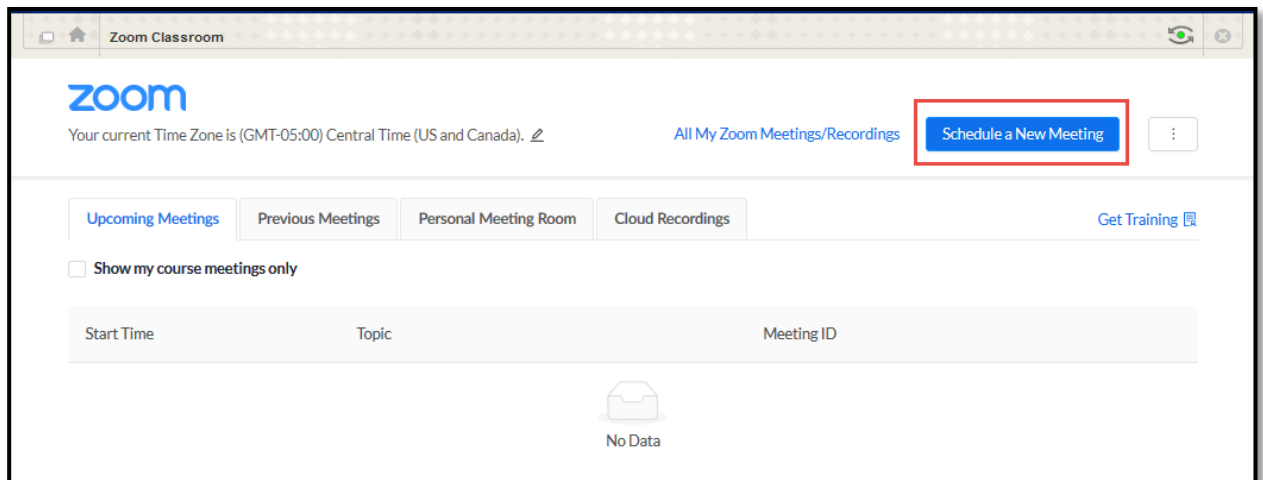 Zoom Classroom
zoom
Your current Time Zone is (GMT-05:00) Central Time (US and Canada).
All My Zoom Meetings/Recordings
Schedule a New Meeting
Upcoming Meetings
Previous Meetings
Personal Meeting Room
Cloud Recordings
Get Training
Show my course meetings only
Start Time
Topic
Meeting ID
No Data